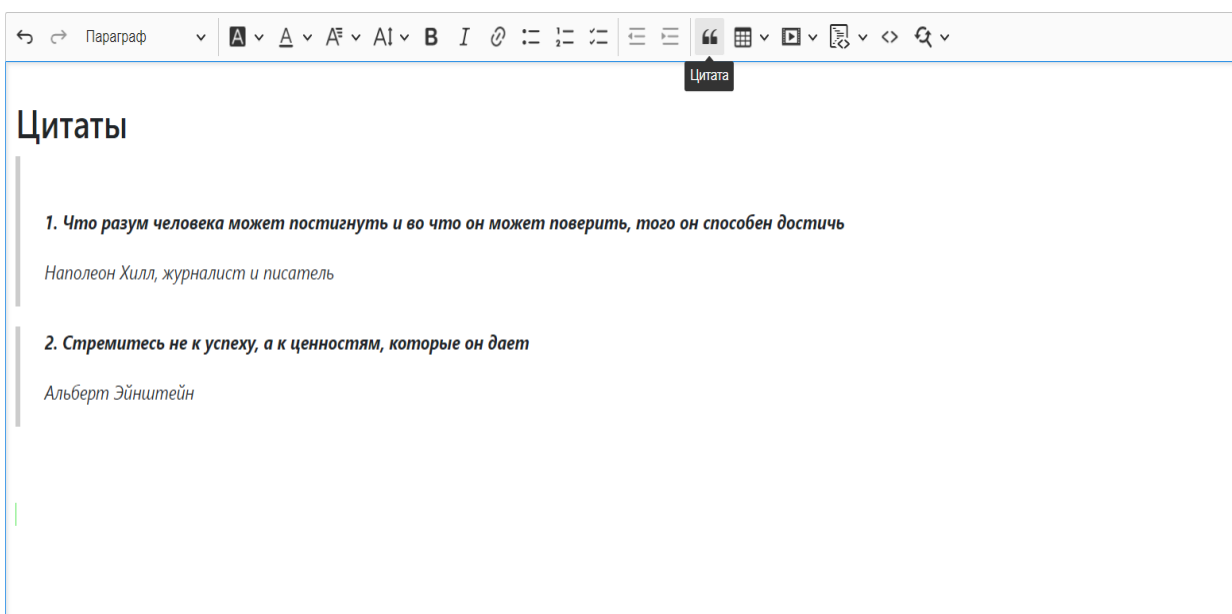 Параграф
Цитата
Цитаты
1. Что разум человека может постигнуть и во что он может поверить, того он способен достичь
Наполеон Хилл, журналист и писатель
2. Стремитесь не к успеху, а к ценностям, которые он дает
Альберт Эйнштейн